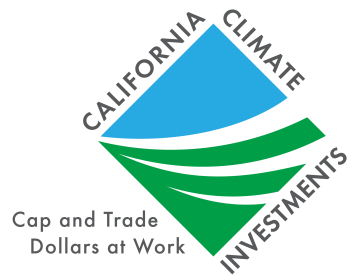 CALIFORNIA
CLIMATE
INVESTMENTS
Cap and Trade
Dollars at Work